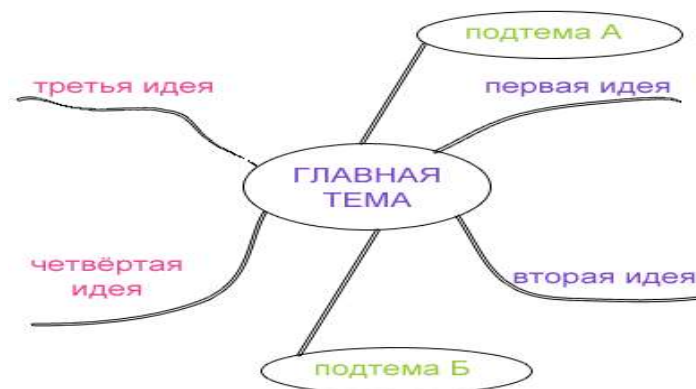 подтема А
третья идея
первая идея
ГЛАВНАЯ
ТЕМА
четвёртая
идея
вторая идея
подтема Б